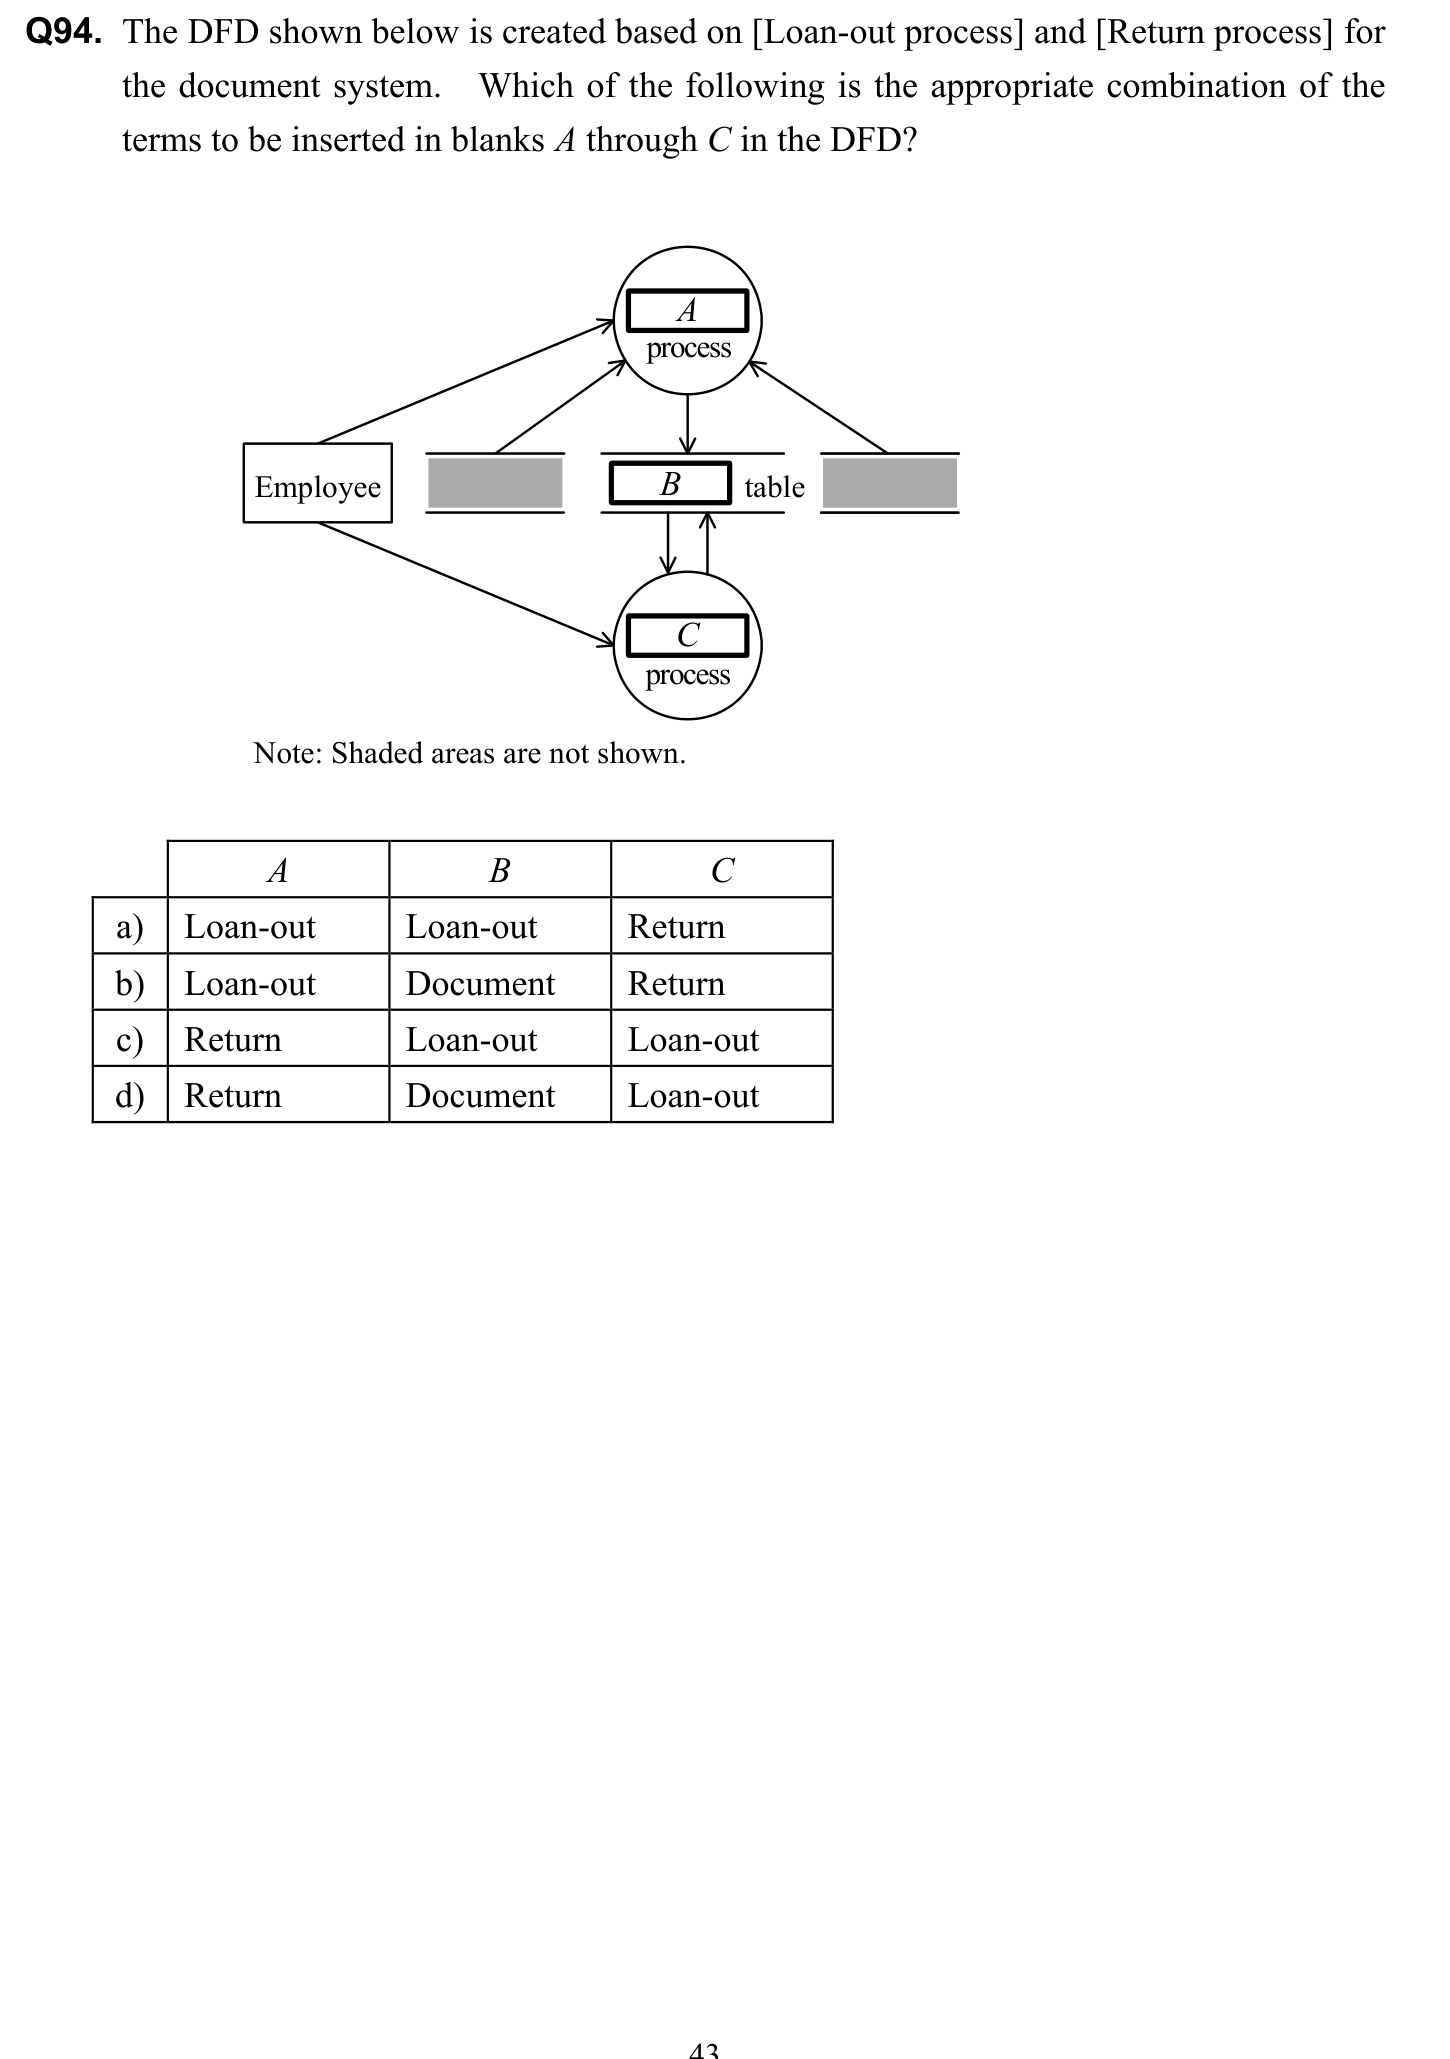 Q94. The DFD shown below is created based on [Loan-out process] and [Return process] for
the document system. Which of the following is the appropriate combination of the
terms to be inserted in blanks A through C in the DFD?
A
process
Employee
B table
C
process
Note: Shaded areas are not shown.
A B C
a) Loan-out Loan-out Return
b) Loan-out Document Return
c) Return Loan-out Loan-out
d) Return Document Loan-out
43